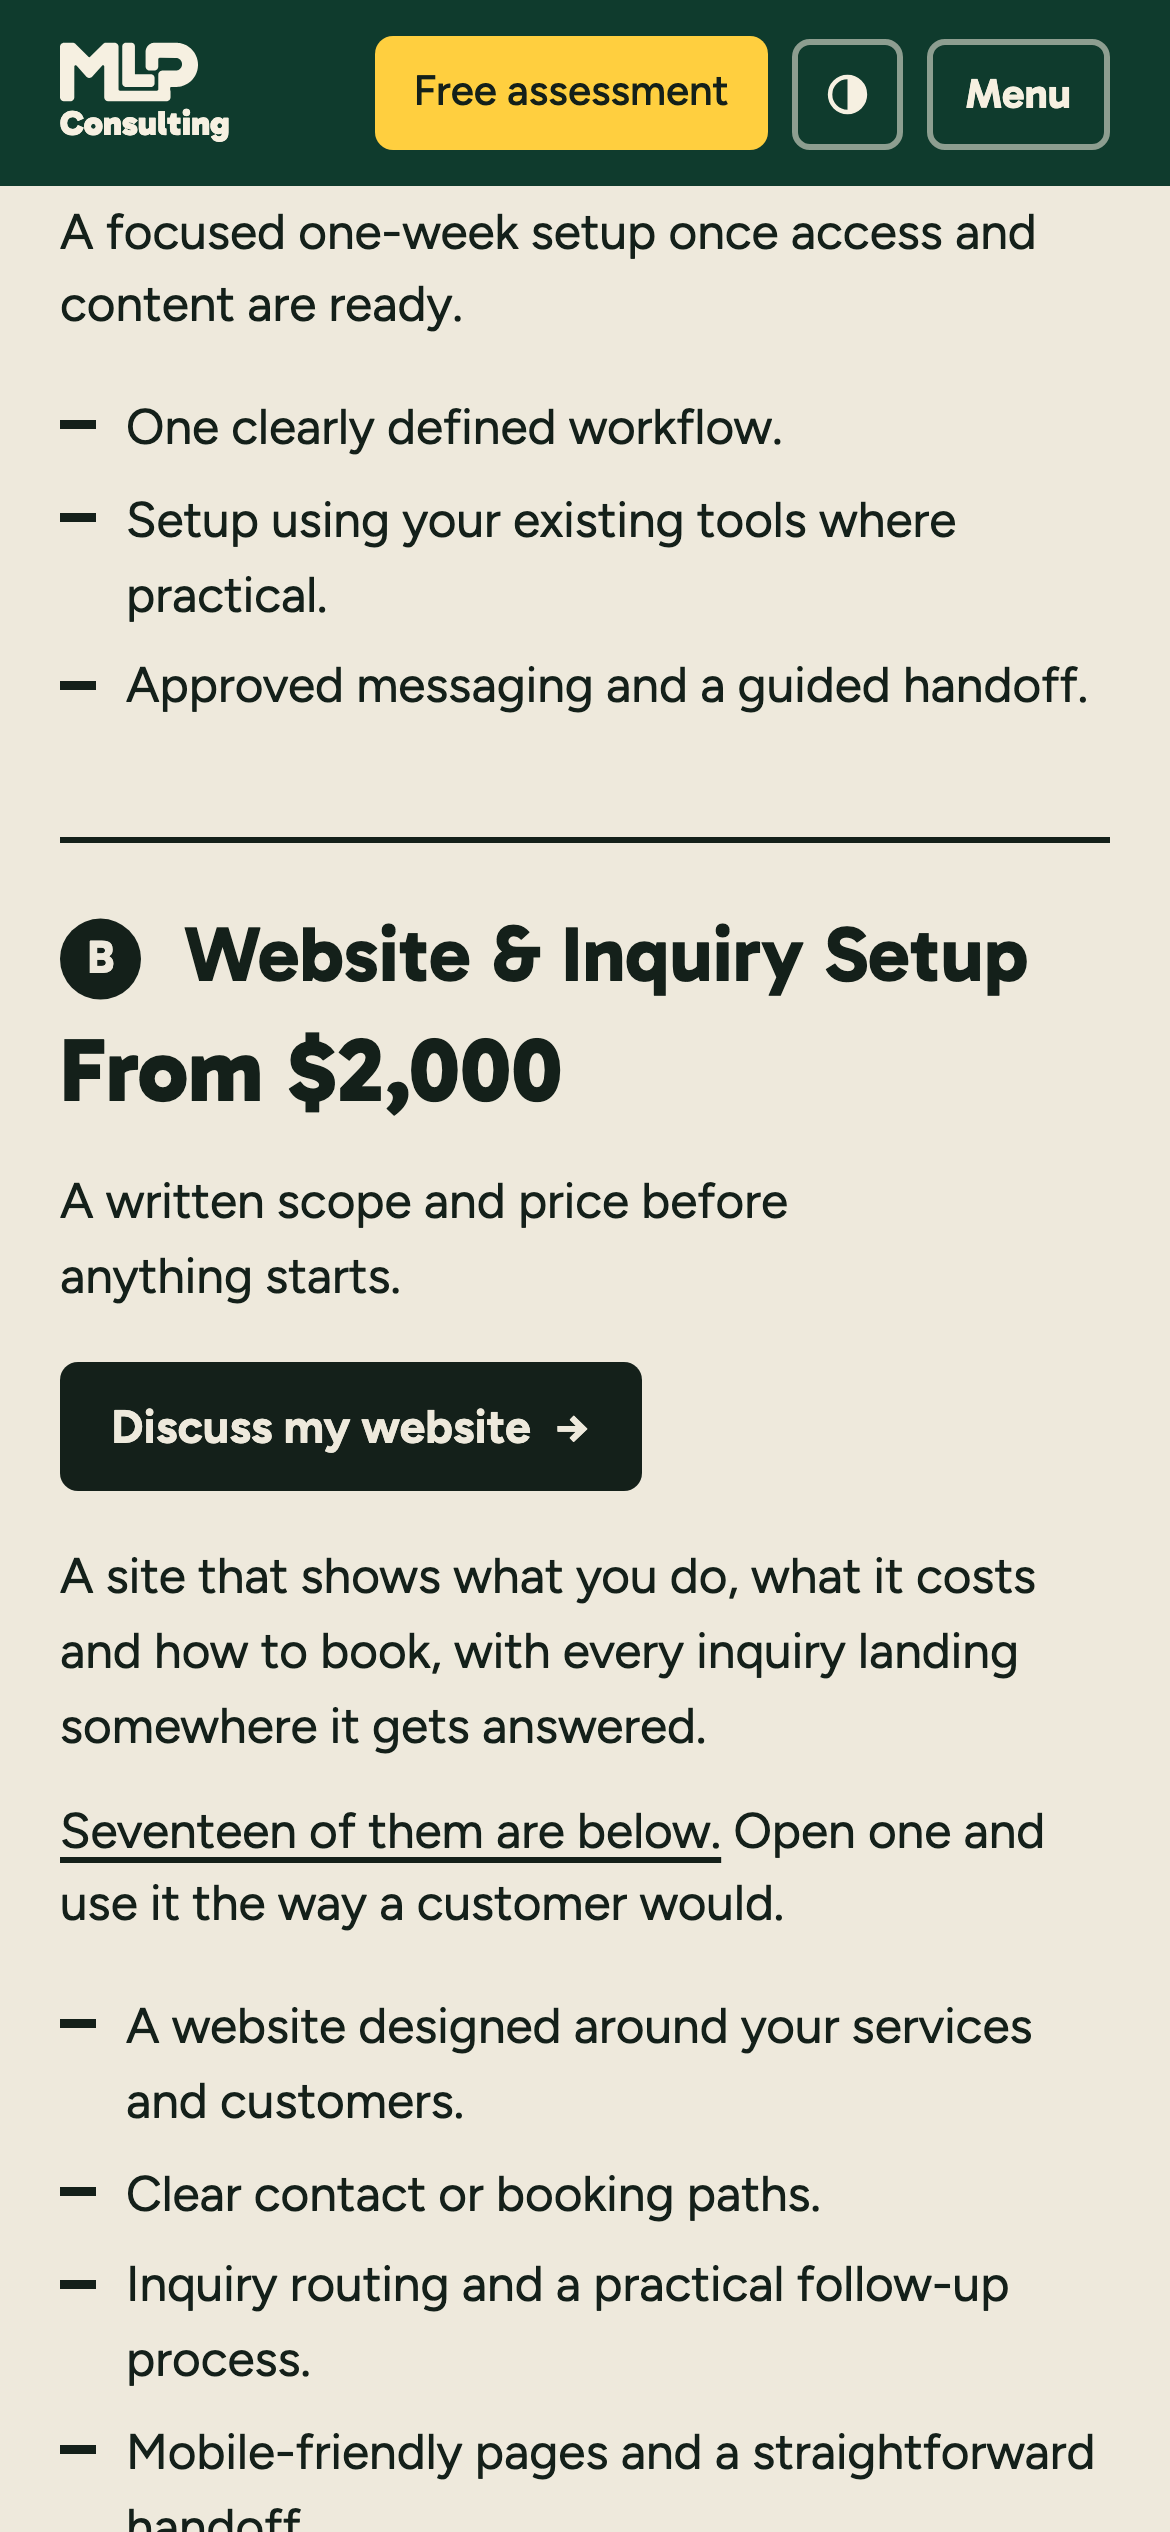 MLP
Consulting
Free assessment
Menu
A focused one-week setup once access and
content are ready.
One clearly defined workflow.
Setup using your existing tools where
practical.
Approved messaging and a guided handoff.
B Website & Inquiry Setup
From $2,000
A written scope and price before
anything starts.
Discuss my website →
A site that shows what you do, what it costs
and how to book, with every inquiry landing
somewhere it gets answered.
Seventeen of them are below. Open one and
use it the way a customer would.
A website designed around your services
and customers.
Clear contact or booking paths.
Inquiry routing and a practical follow-up
process.
Mobile-friendly pages and a straightforward
handoff.